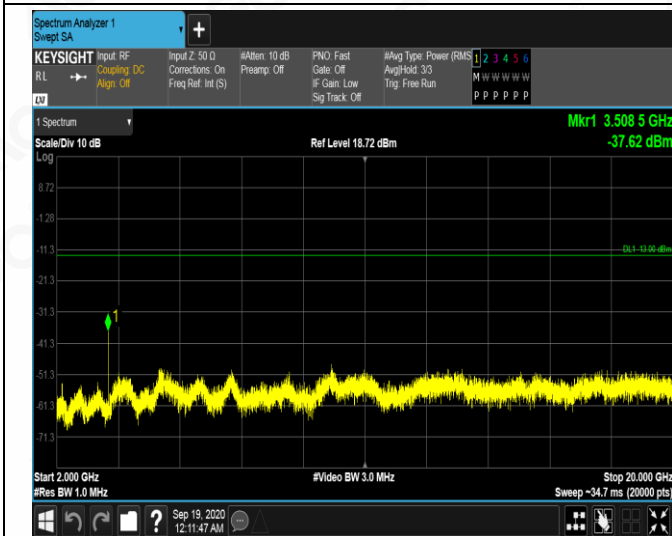 Spectrum Analyzer 1
Swept SA
+
KEYSIGHT
RL
LXI
Input: RF
Coupling: DC
Align: Off
Input Z: 50 Ω
Corrections: On
Freq Ref: Int (S)
#Atten: 10 dB
Preamp: Off
PNO: Fast
Gate: Off
IF Gain: Low
Sig Track: Off
#Avg Type: Power (RMS
Avg|Hold: 3/3
Trig: Free Run
1 2 3 4 5 6
M W W W W W
P P P P P P
1 Spectrum
Mkr1 3.508 5 GHz
Scale/Div 10 dB
Ref Level 18.72 dBm
-37.62 dBm
Log
8.72
-1.28
-11.3
DL1 -13.00 dBm
-21.3
-31.3
1
-41.3
-51.3
-61.3
-71.3
Start 2.000 GHz
#Video BW 3.0 MHz
Stop 20.000 GHz
#Res BW 1.0 MHz
Sweep ~34.7 ms (20000 pts)
?
Sep 19, 2020
12:11:47 AM